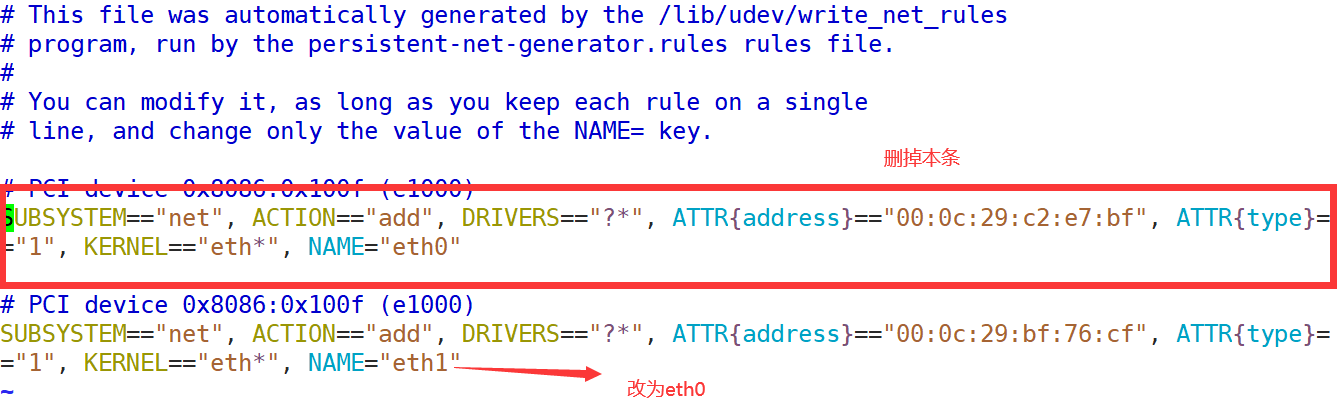 # This file was automatically generated by the /lib/udev/write_net_rules
# program, run by the persistent-net-generator.rules rules file.
#
# You can modify it, as long as you keep each rule on a single
# line, and change only the value of the NAME= key.
删掉本条
# PCI device 0x8086:0x100f (e1000)
SUBSYSTEM=="net", ACTION=="add", DRIVERS=="?*", ATTR{address}=="00:0c:29:c2:e7:bf", ATTR{type}=
="1", KERNEL=="eth*", NAME="eth0"
# PCI device 0x8086:0x100f (e1000)
SUBSYSTEM=="net", ACTION=="add", DRIVERS=="?*", ATTR{address}=="00:0c:29:bf:76:cf", ATTR{type}=
="1", KERNEL=="eth*", NAME="eth1"
改为eth0
~